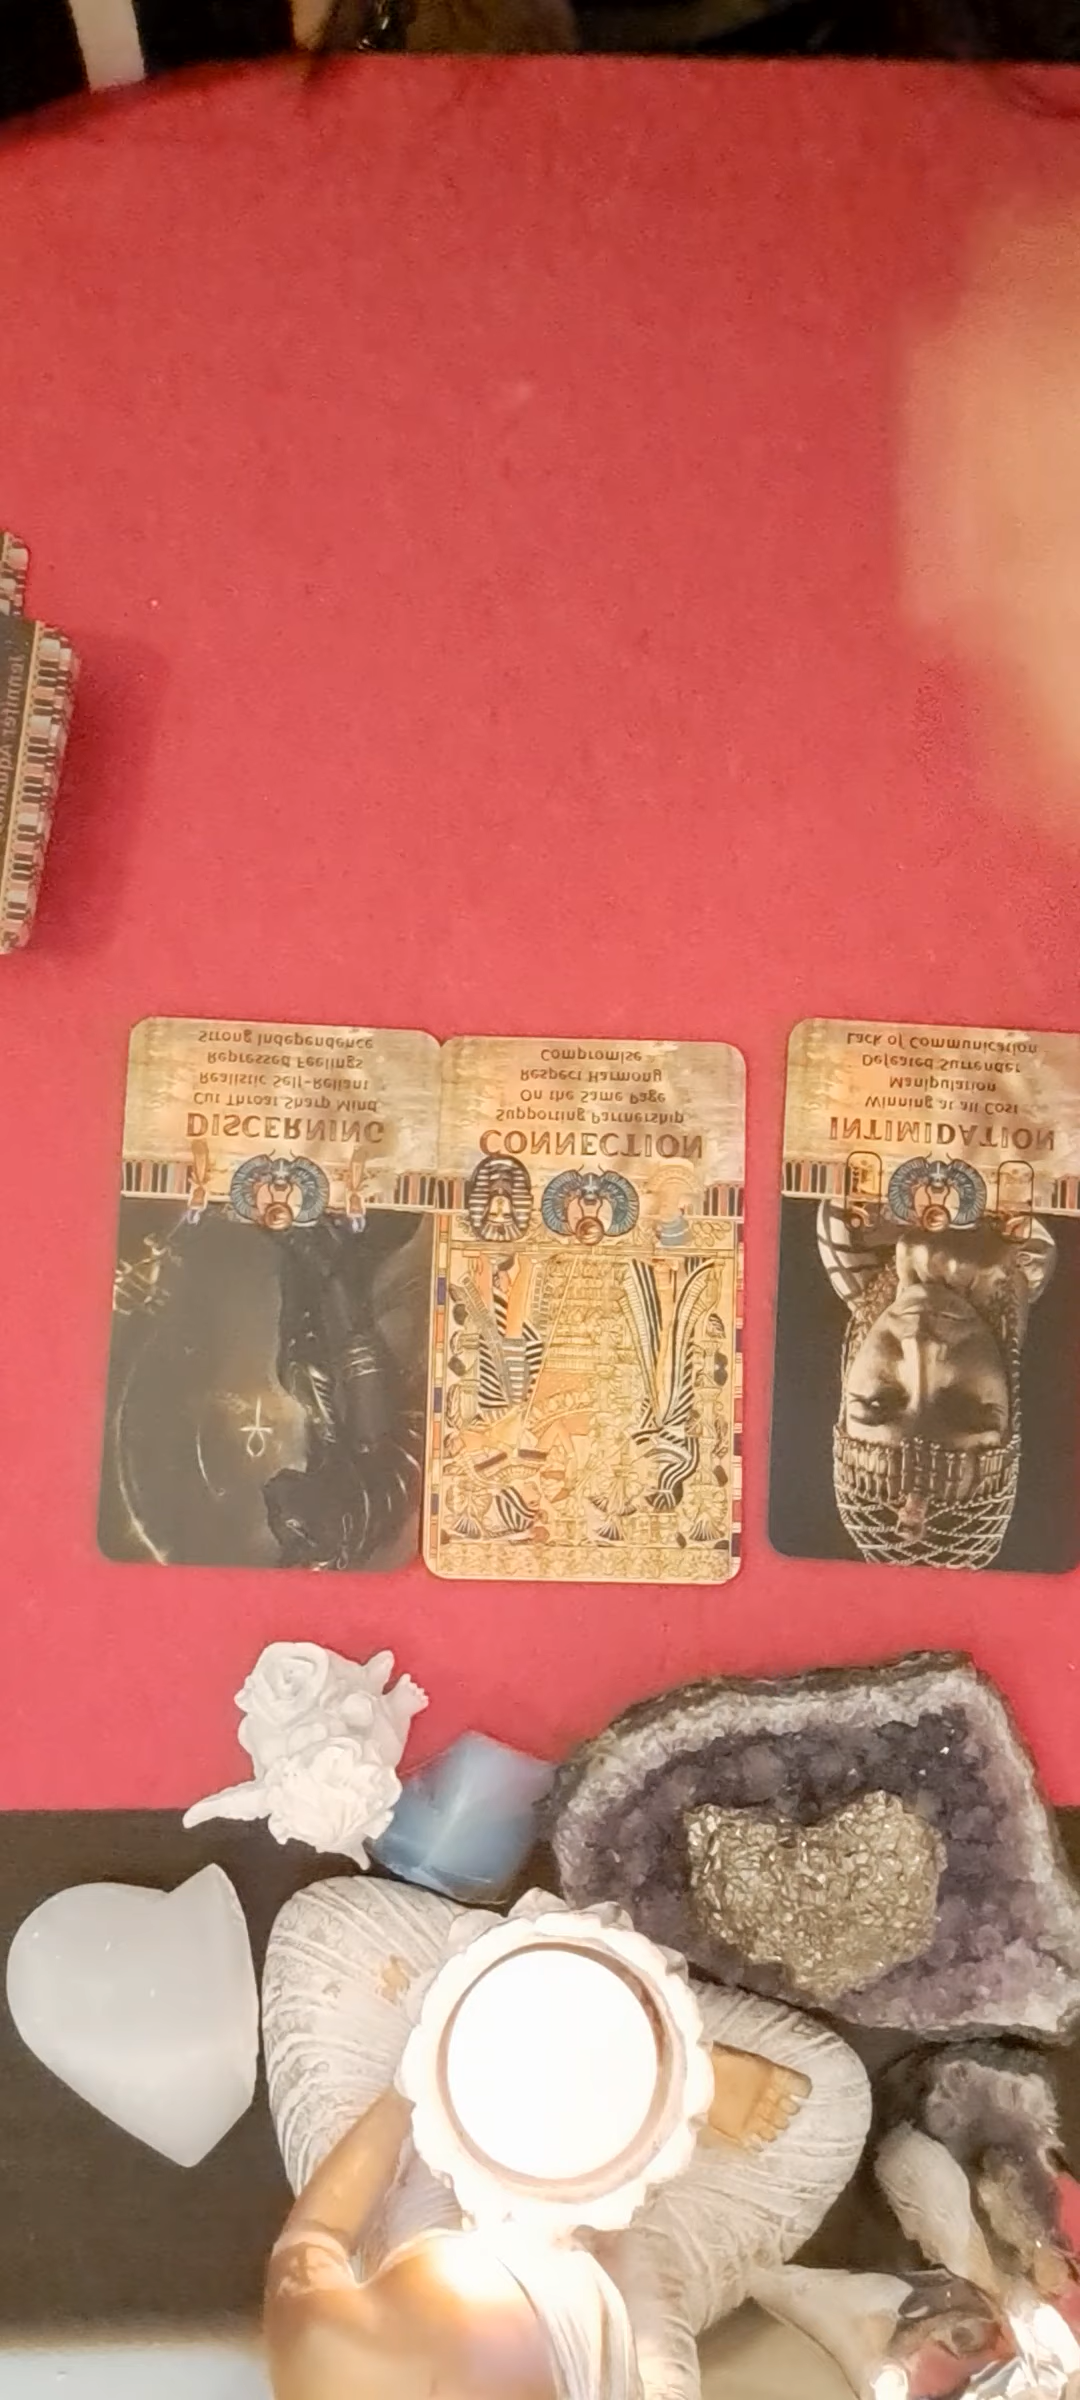 DISCERNING
Cut Throat Sharp Mind
Realistic Self-Reliant
Repressed Feelings
Strong Independence
CONNECTION
Supporting Partnership
On the Same Page
Respect Harmony
Compromise
INTIMIDATION
Winning at all Cost
Manipulation
Defeated Surrender
Lack of Communication
Jennifer